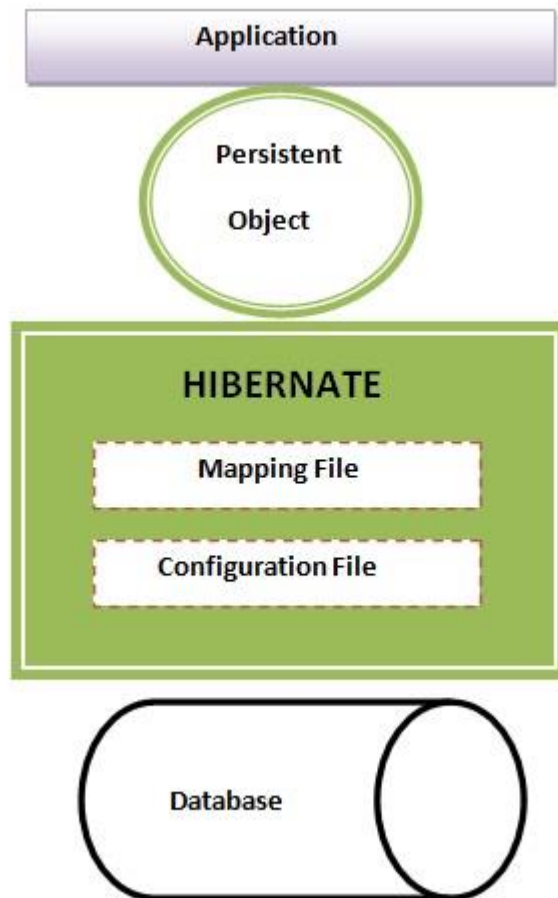 Application
Persistent
Object
HIBERNATE
Mapping File
Configuration File
Database